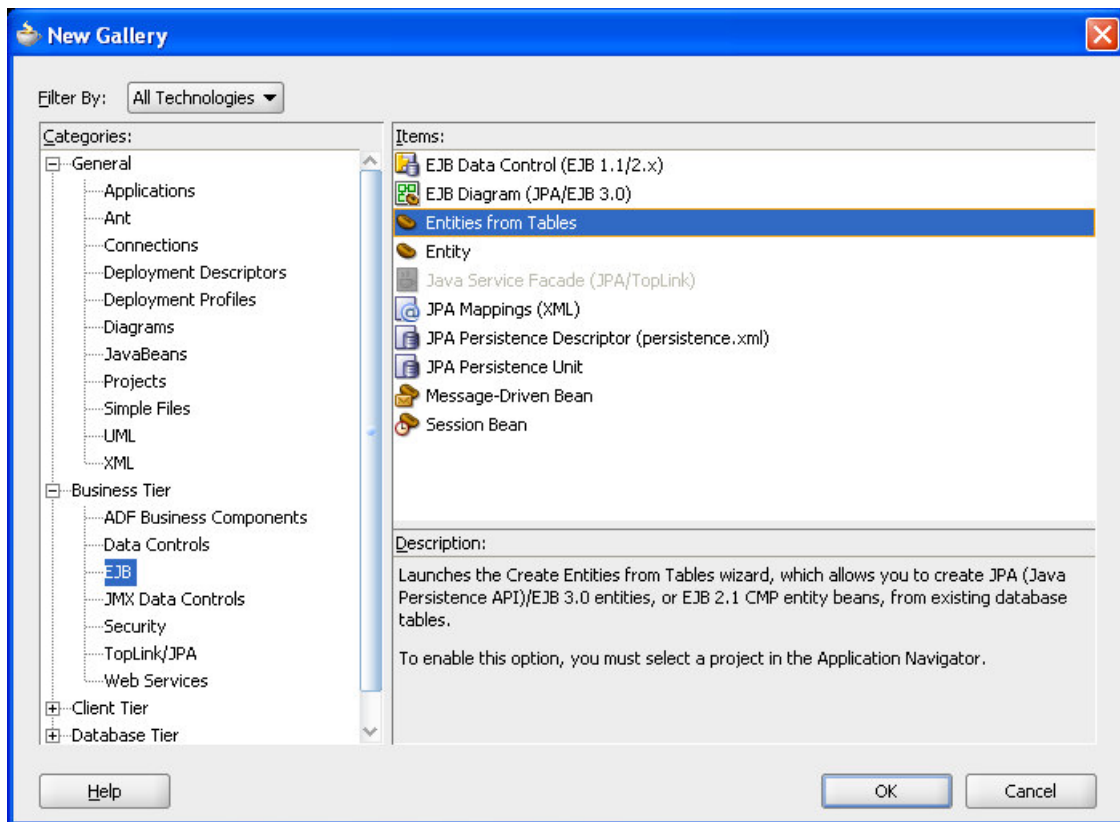 New Gallery
Filter By: All Technologies
Categories:
General
Applications
Ant
Connections
Deployment Descriptors
Deployment Profiles
Diagrams
JavaBeans
Projects
Simple Files
UML
XML
Business Tier
ADF Business Components
Data Controls
EJB
JMX Data Controls
Security
TopLink/JPA
Web Services
Client Tier
Database Tier
Items:
EJB Data Control (EJB 1.1/2.x)
EJB Diagram (JPA/EJB 3.0)
Entities from Tables
Entity
Java Service Facade (JPA/TopLink)
JPA Mappings (XML)
JPA Persistence Descriptor (persistence.xml)
JPA Persistence Unit
Message-Driven Bean
Session Bean
Description:
Launches the Create Entities from Tables wizard, which allows you to create JPA (Java
Persistence API)/EJB 3.0 entities, or EJB 2.1 CMP entity beans, from existing database
tables.
To enable this option, you must select a project in the Application Navigator.
Help
OK
Cancel